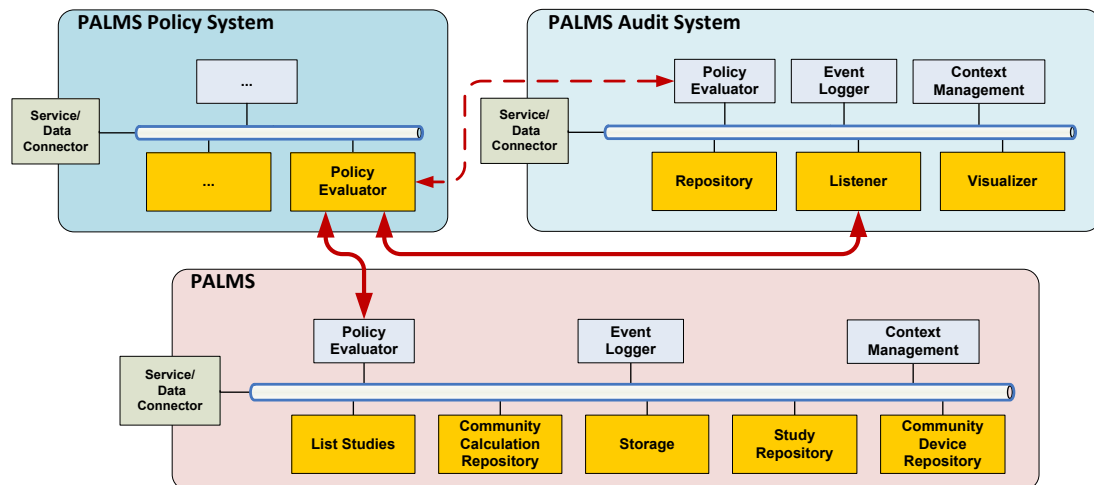 PALMS Policy System
...
Service/
Data
Connector
...
Policy
Evaluator
PALMS Audit System
Policy
Evaluator
Event
Logger
Context
Management
Service/
Data
Connector
Repository
Listener
Visualizer
PALMS
Policy
Evaluator
Event
Logger
Context
Management
Service/
Data
Connector
List Studies
Community
Calculation
Repository
Storage
Study
Repository
Community
Device
Repository